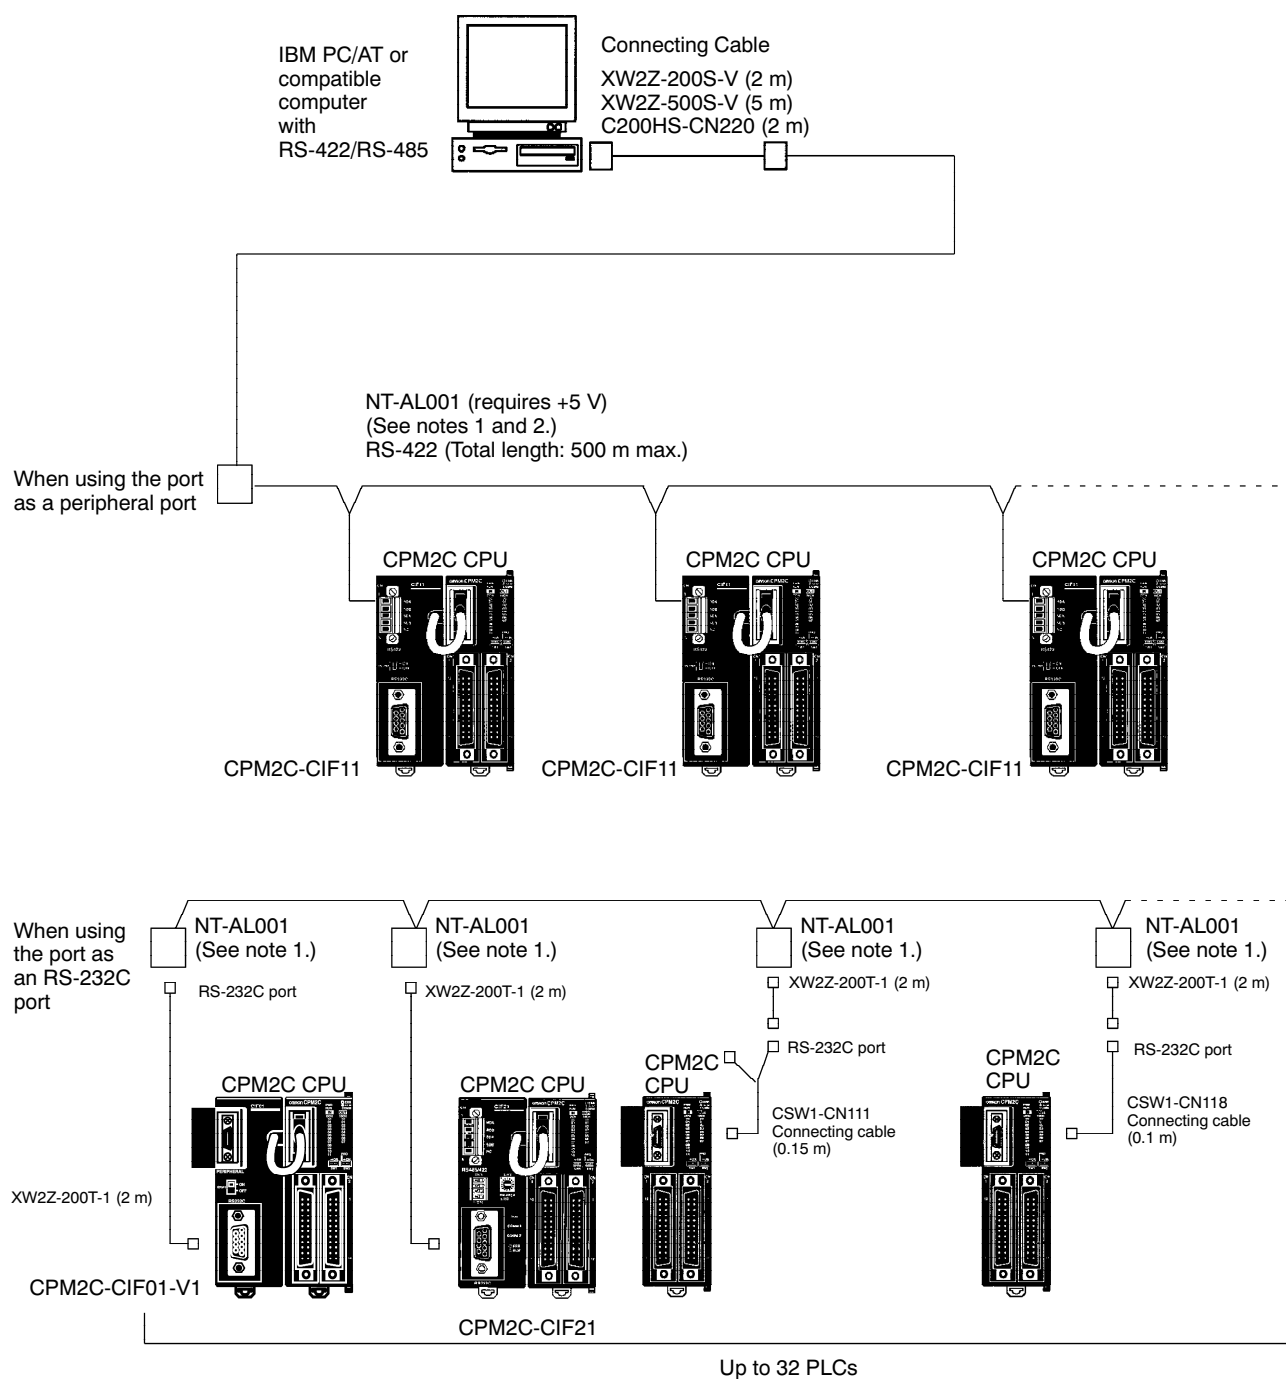 IBM PC/AT or
compatible
computer
with
RS-422/RS-485
Connecting Cable
XW2Z-200S-V (2 m)
XW2Z-500S-V (5 m)
C200HS-CN220 (2 m)
NT-AL001 (requires +5 V)
(See notes 1 and 2.)
RS-422 (Total length: 500 m max.)
When using the port
as a peripheral port
CPM2C CPU
CPM2C CPU
CPM2C CPU
CPM2C-CIF11
CPM2C-CIF11
CPM2C-CIF11
When using
the port as
an RS-232C
port
NT-AL001
(See note 1.)
NT-AL001
(See note 1.)
NT-AL001
(See note 1.)
NT-AL001
(See note 1.)
RS-232C port
XW2Z-200T-1 (2 m)
XW2Z-200T-1 (2 m)
XW2Z-200T-1 (2 m)
RS-232C port
RS-232C port
CPM2C CPU
CPM2C CPU
CPM2C
CPU
CPM2C
CPU
CSW1-CN111
Connecting cable
(0.15 m)
CSW1-CN118
Connecting cable
(0.1 m)
PERIPHERAL
XW2Z-200T-1 (2 m)
CPM2C-CIF01-V1
CPM2C-CIF21
Up to 32 PLCs